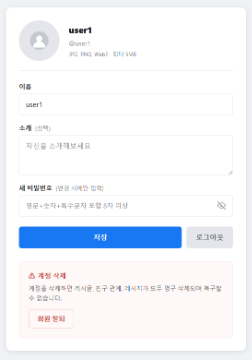 user1
@user1
JPG, PNG, WebP · 최대 5MB
이름
user1
소개 (선택)
자신을 소개해보세요
새 비밀번호 (변경 시에만 입력)
영문+숫자+특수문자 포함 8자 이상
저장
로그아웃
계정 삭제
계정을 삭제하면 게시글, 친구 관계, 메시지가 모두 영구 삭제되며 복구할
수 없습니다.
회원 탈퇴